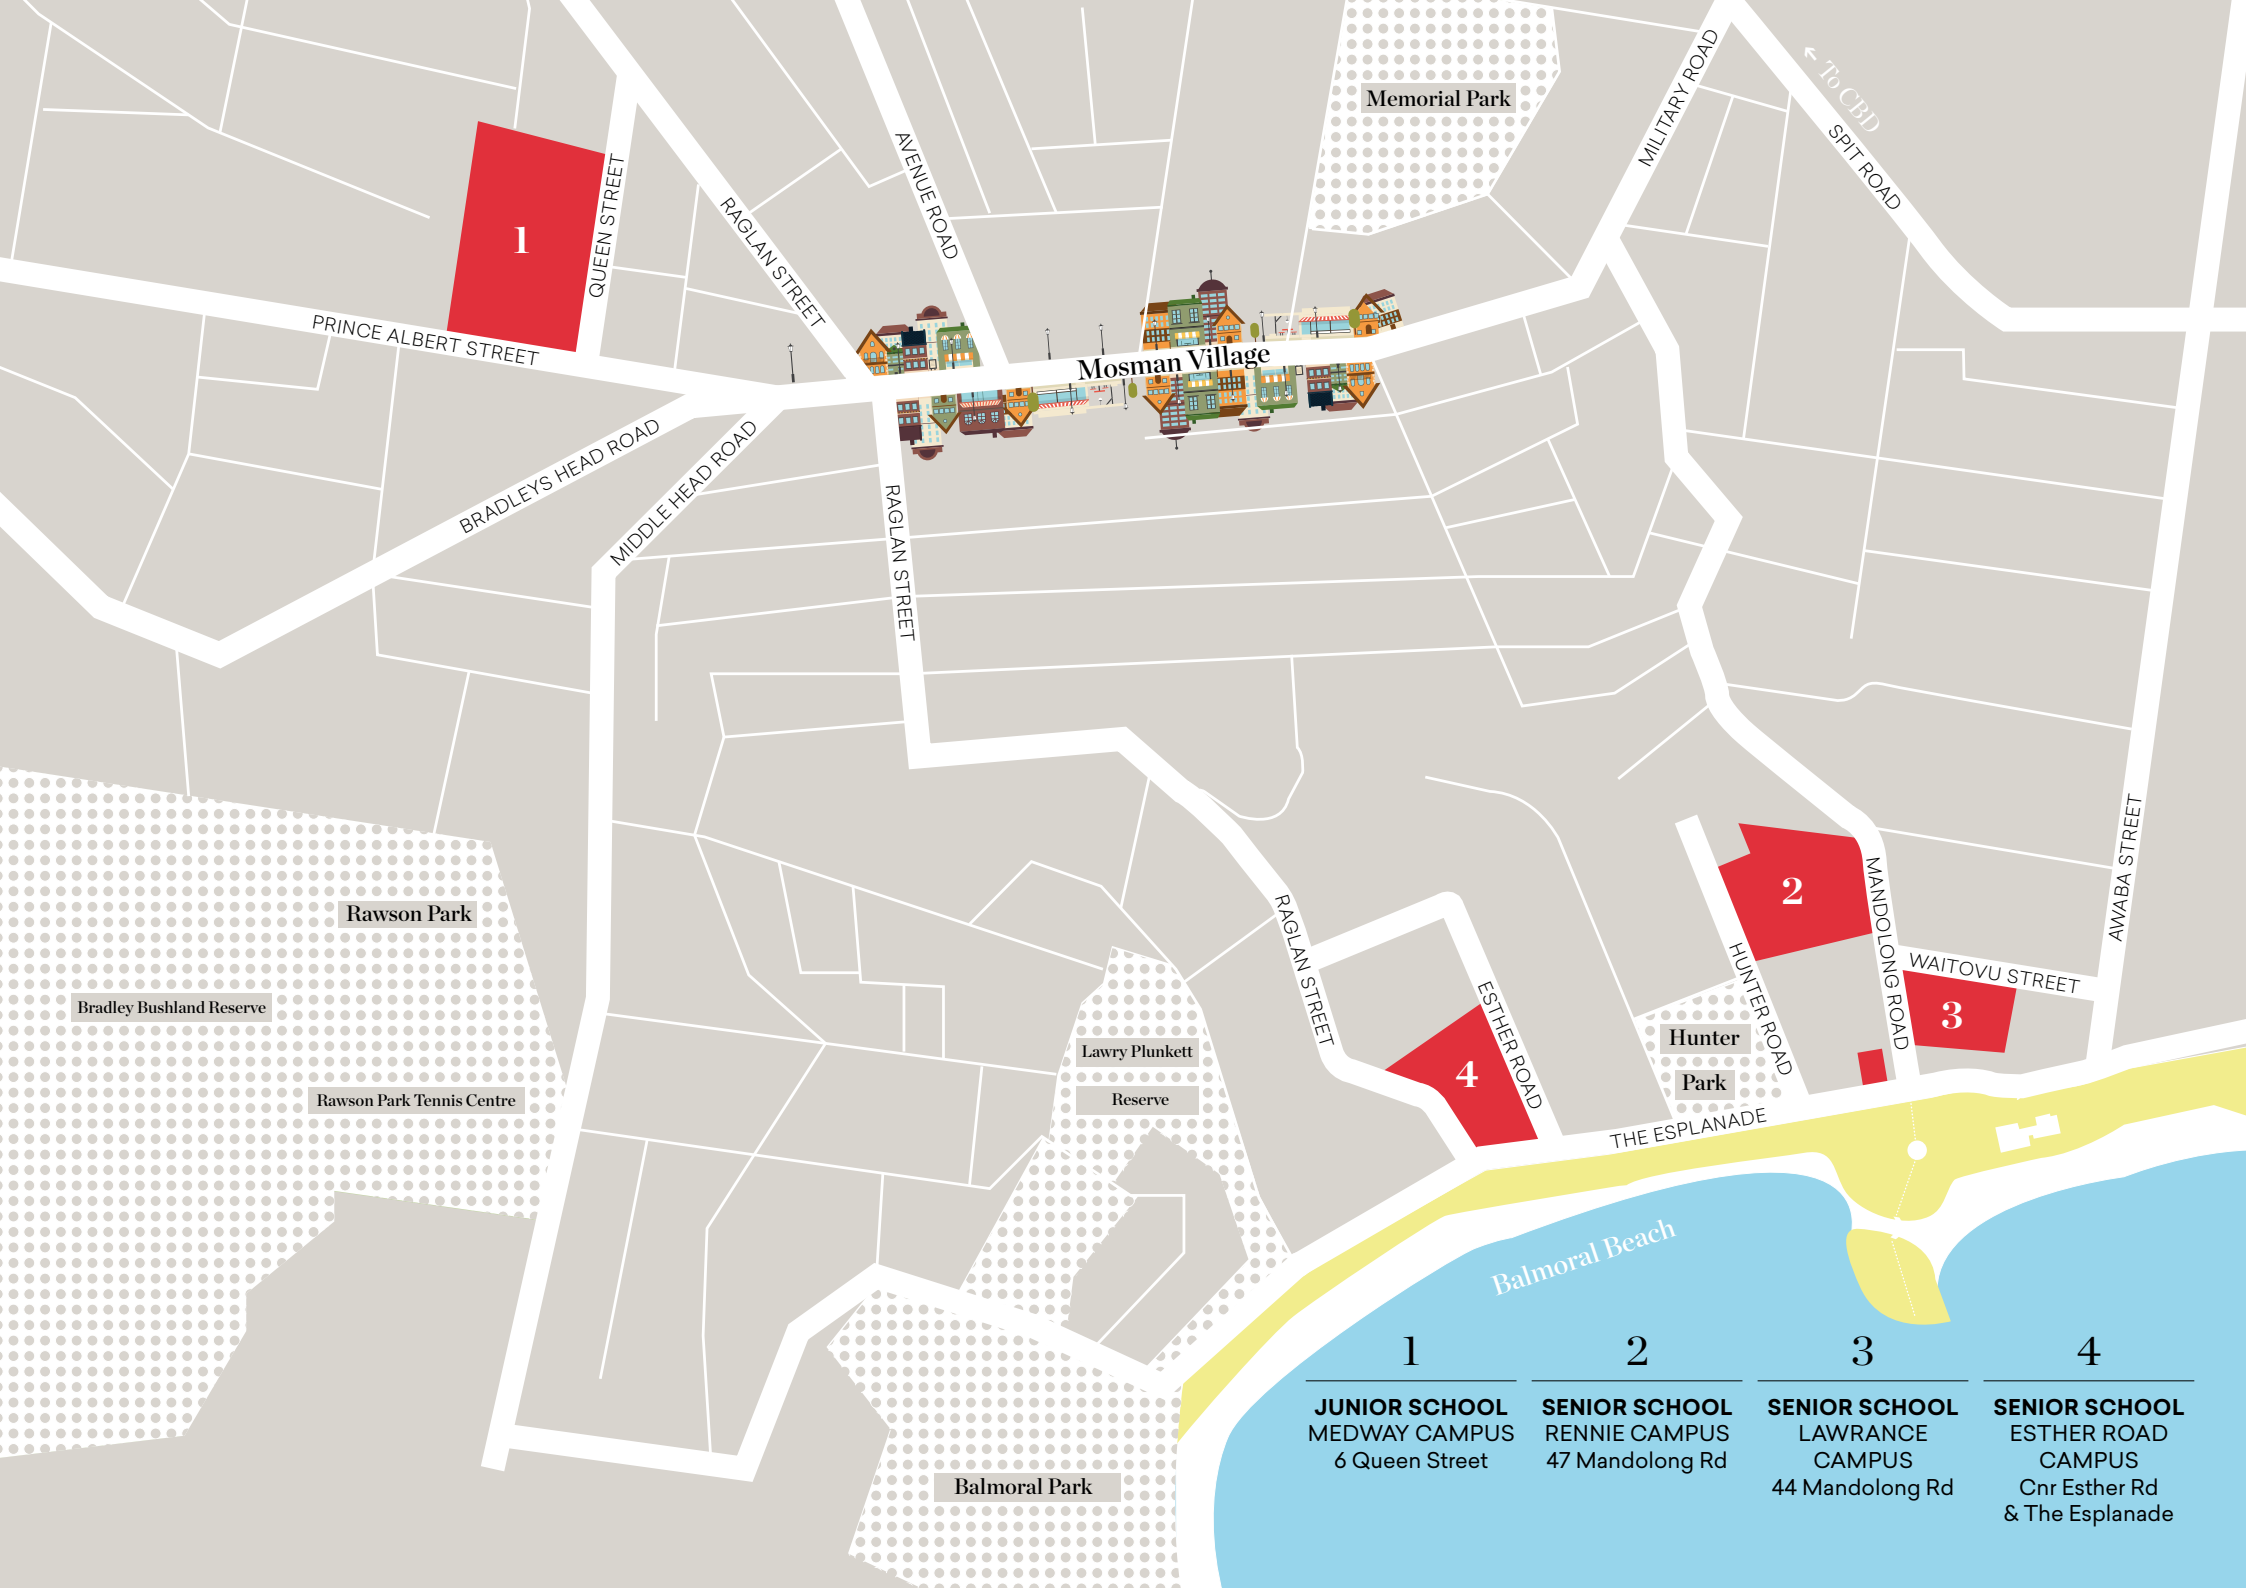 Memorial Park
MILITARY ROAD
← To CBD
SPIT ROAD
AVENUE ROAD
1
QUEEN STREET
RAGLAN STREET
PRINCE ALBERT STREET
Mosman Village
BRADLEYS HEAD ROAD
MIDDLE HEAD ROAD
RAGLAN STREET
AWABA STREET
2
MANDOLONG ROAD
Rawson Park
RAGLAN STREET
HUNTER ROAD
WAITOVU STREET
Bradley Bushland Reserve
ESTHER ROAD
3
Hunter
Park
Lawry Plunkett
Reserve
4
Rawson Park Tennis Centre
THE ESPLANADE
Balmoral Beach
Balmoral Park
1
JUNIOR SCHOOL
MEDWAY CAMPUS
6 Queen Street
2
SENIOR SCHOOL
RENNIE CAMPUS
47 Mandolong Rd
3
SENIOR SCHOOL
LAWRANCE
CAMPUS
44 Mandolong Rd
4
SENIOR SCHOOL
ESTHER ROAD
CAMPUS
Cnr Esther Rd
& The Esplanade